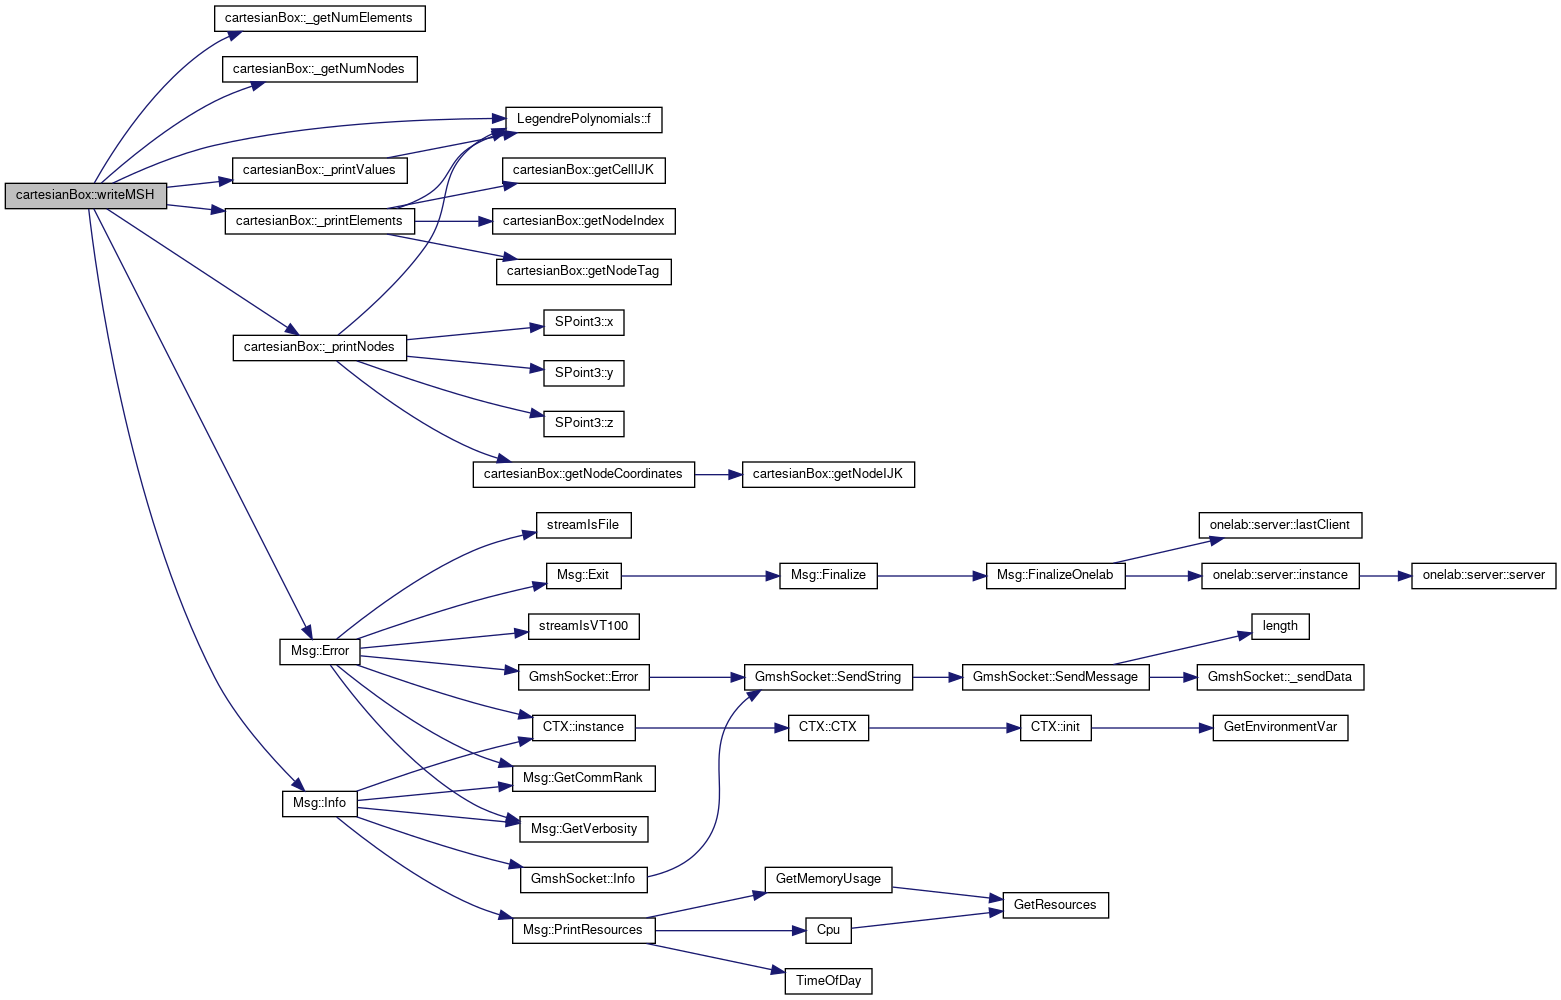 cartesianBox::_getNumElements
cartesianBox::_getNumNodes
LegendrePolynomials::f
cartesianBox::_printValues
cartesianBox::getCellIJK
cartesianBox::writeMSH
cartesianBox::_printElements
cartesianBox::getNodeIndex
cartesianBox::getNodeTag
SPoint3::x
cartesianBox::_printNodes
SPoint3::y
SPoint3::z
cartesianBox::getNodeCoordinates
cartesianBox::getNodeIJK
streamIsFile
onelab::server::lastClient
Msg::Exit
Msg::Finalize
Msg::FinalizeOnelab
onelab::server::instance
onelab::server::server
streamIsVT100
length
Msg::Error
GmshSocket::Error
GmshSocket::SendString
GmshSocket::SendMessage
GmshSocket::_sendData
CTX::instance
CTX::CTX
CTX::init
GetEnvironmentVar
Msg::GetCommRank
Msg::Info
Msg::GetVerbosity
GmshSocket::Info
GetMemoryUsage
GetResources
Msg::PrintResources
Cpu
TimeOfDay